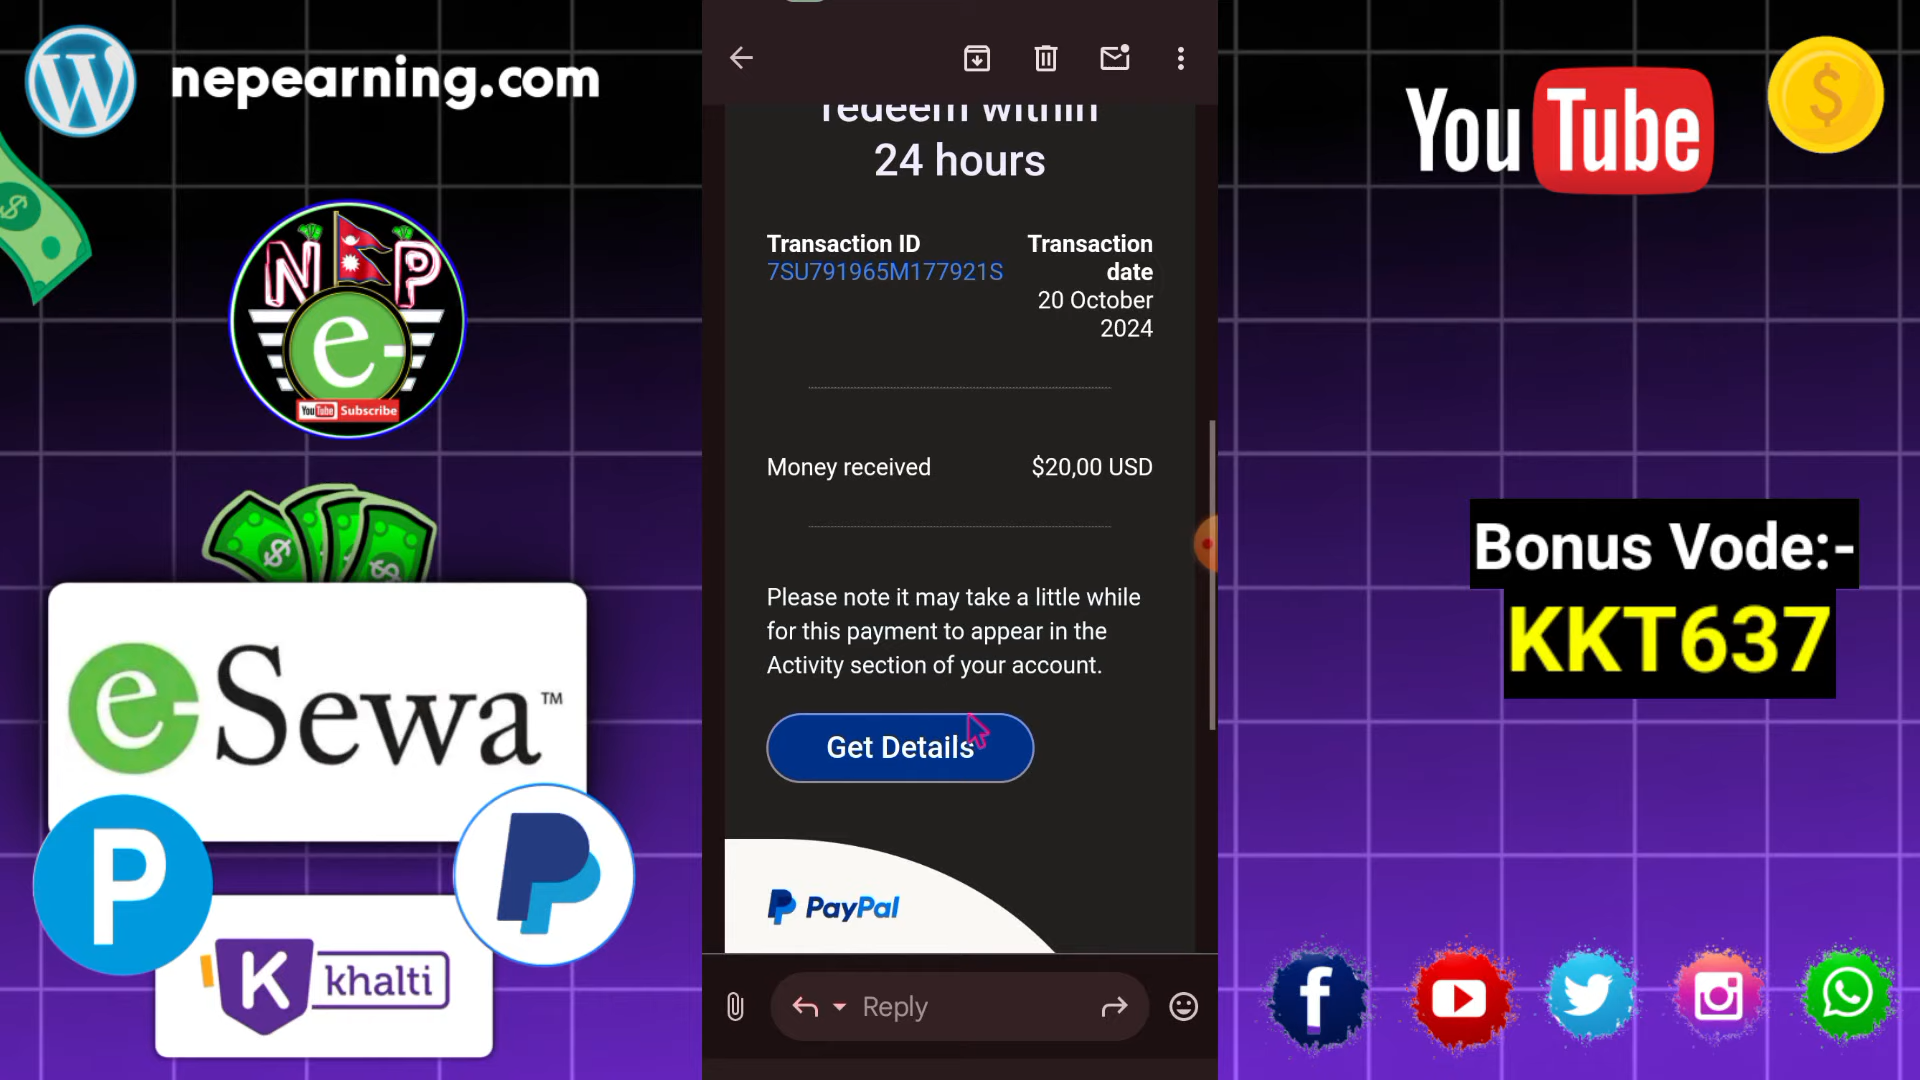 nepearning.com
N P
e-
YouTube Subscribe
e-Sewa™
P
P
K khalti
redeem within
24 hours
Transaction ID
7SU791965M177921S
Transaction
date
20 October
2024
Money received
$20,00 USD
Please note it may take a little while
for this payment to appear in the
Activity section of your account.
Get Details
PayPal
Reply
YouTube
Bonus Vode:-
KKT637